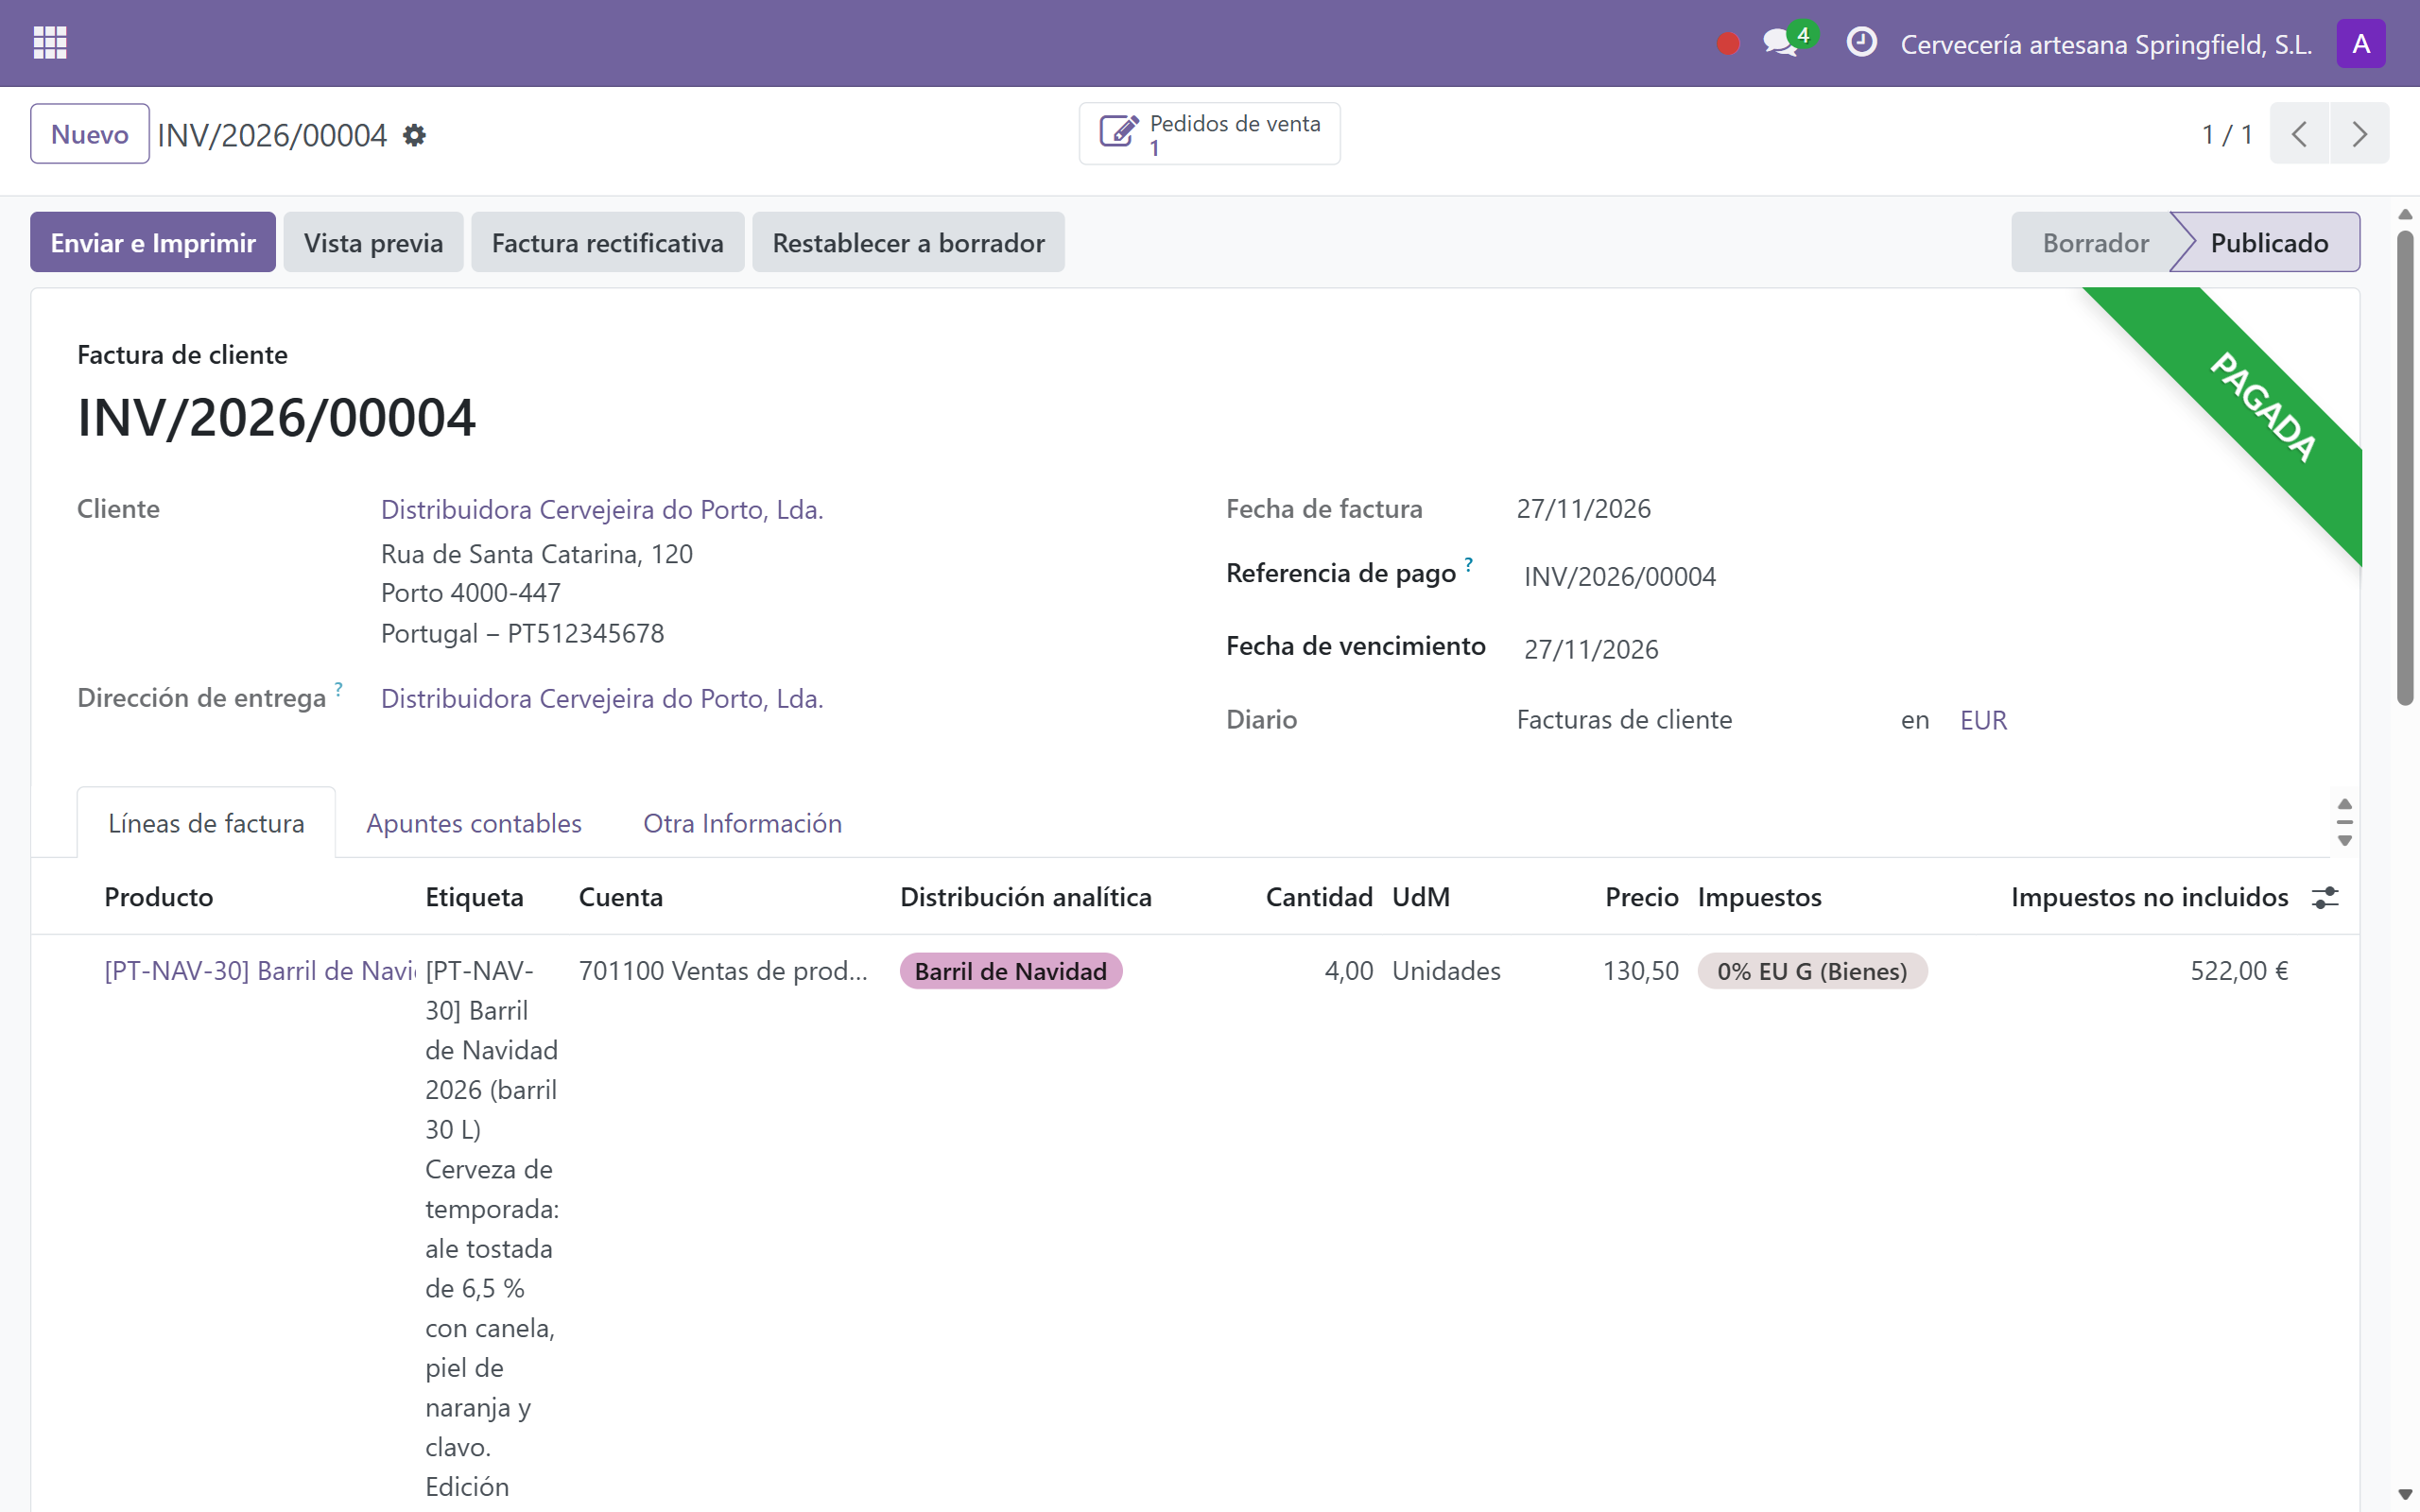 4
Cervecería artesana Springfield, S.L.
A
Nuevo
INV/2026/00004
Pedidos de venta
1
1 / 1
Enviar e Imprimir
Vista previa
Factura rectificativa
Restablecer a borrador
Borrador
Publicado
PAGADA
Factura de cliente
INV/2026/00004
Cliente
Distribuidora Cervejeira do Porto, Lda.
Rua de Santa Catarina, 120
Porto 4000-447
Portugal – PT512345678
Dirección de entrega ?
Distribuidora Cervejeira do Porto, Lda.
Fecha de factura
27/11/2026
Referencia de pago ?
INV/2026/00004
Fecha de vencimiento
27/11/2026
Diario
Facturas de cliente
en
EUR
Líneas de factura
Apuntes contables
Otra Información
Producto
Etiqueta
Cuenta
Distribución analítica
Cantidad
UdM
Precio
Impuestos
Impuestos no incluidos
[PT-NAV-30] Barril de Navi
[PT-NAV-
30] Barril
de Navidad
2026 (barril
30 L)
Cerveza de
temporada:
ale tostada
de 6,5 %
con canela,
piel de
naranja y
clavo.
Edición
701100 Ventas de prod...
Barril de Navidad
4,00
Unidades
130,50
0% EU G (Bienes)
522,00 €